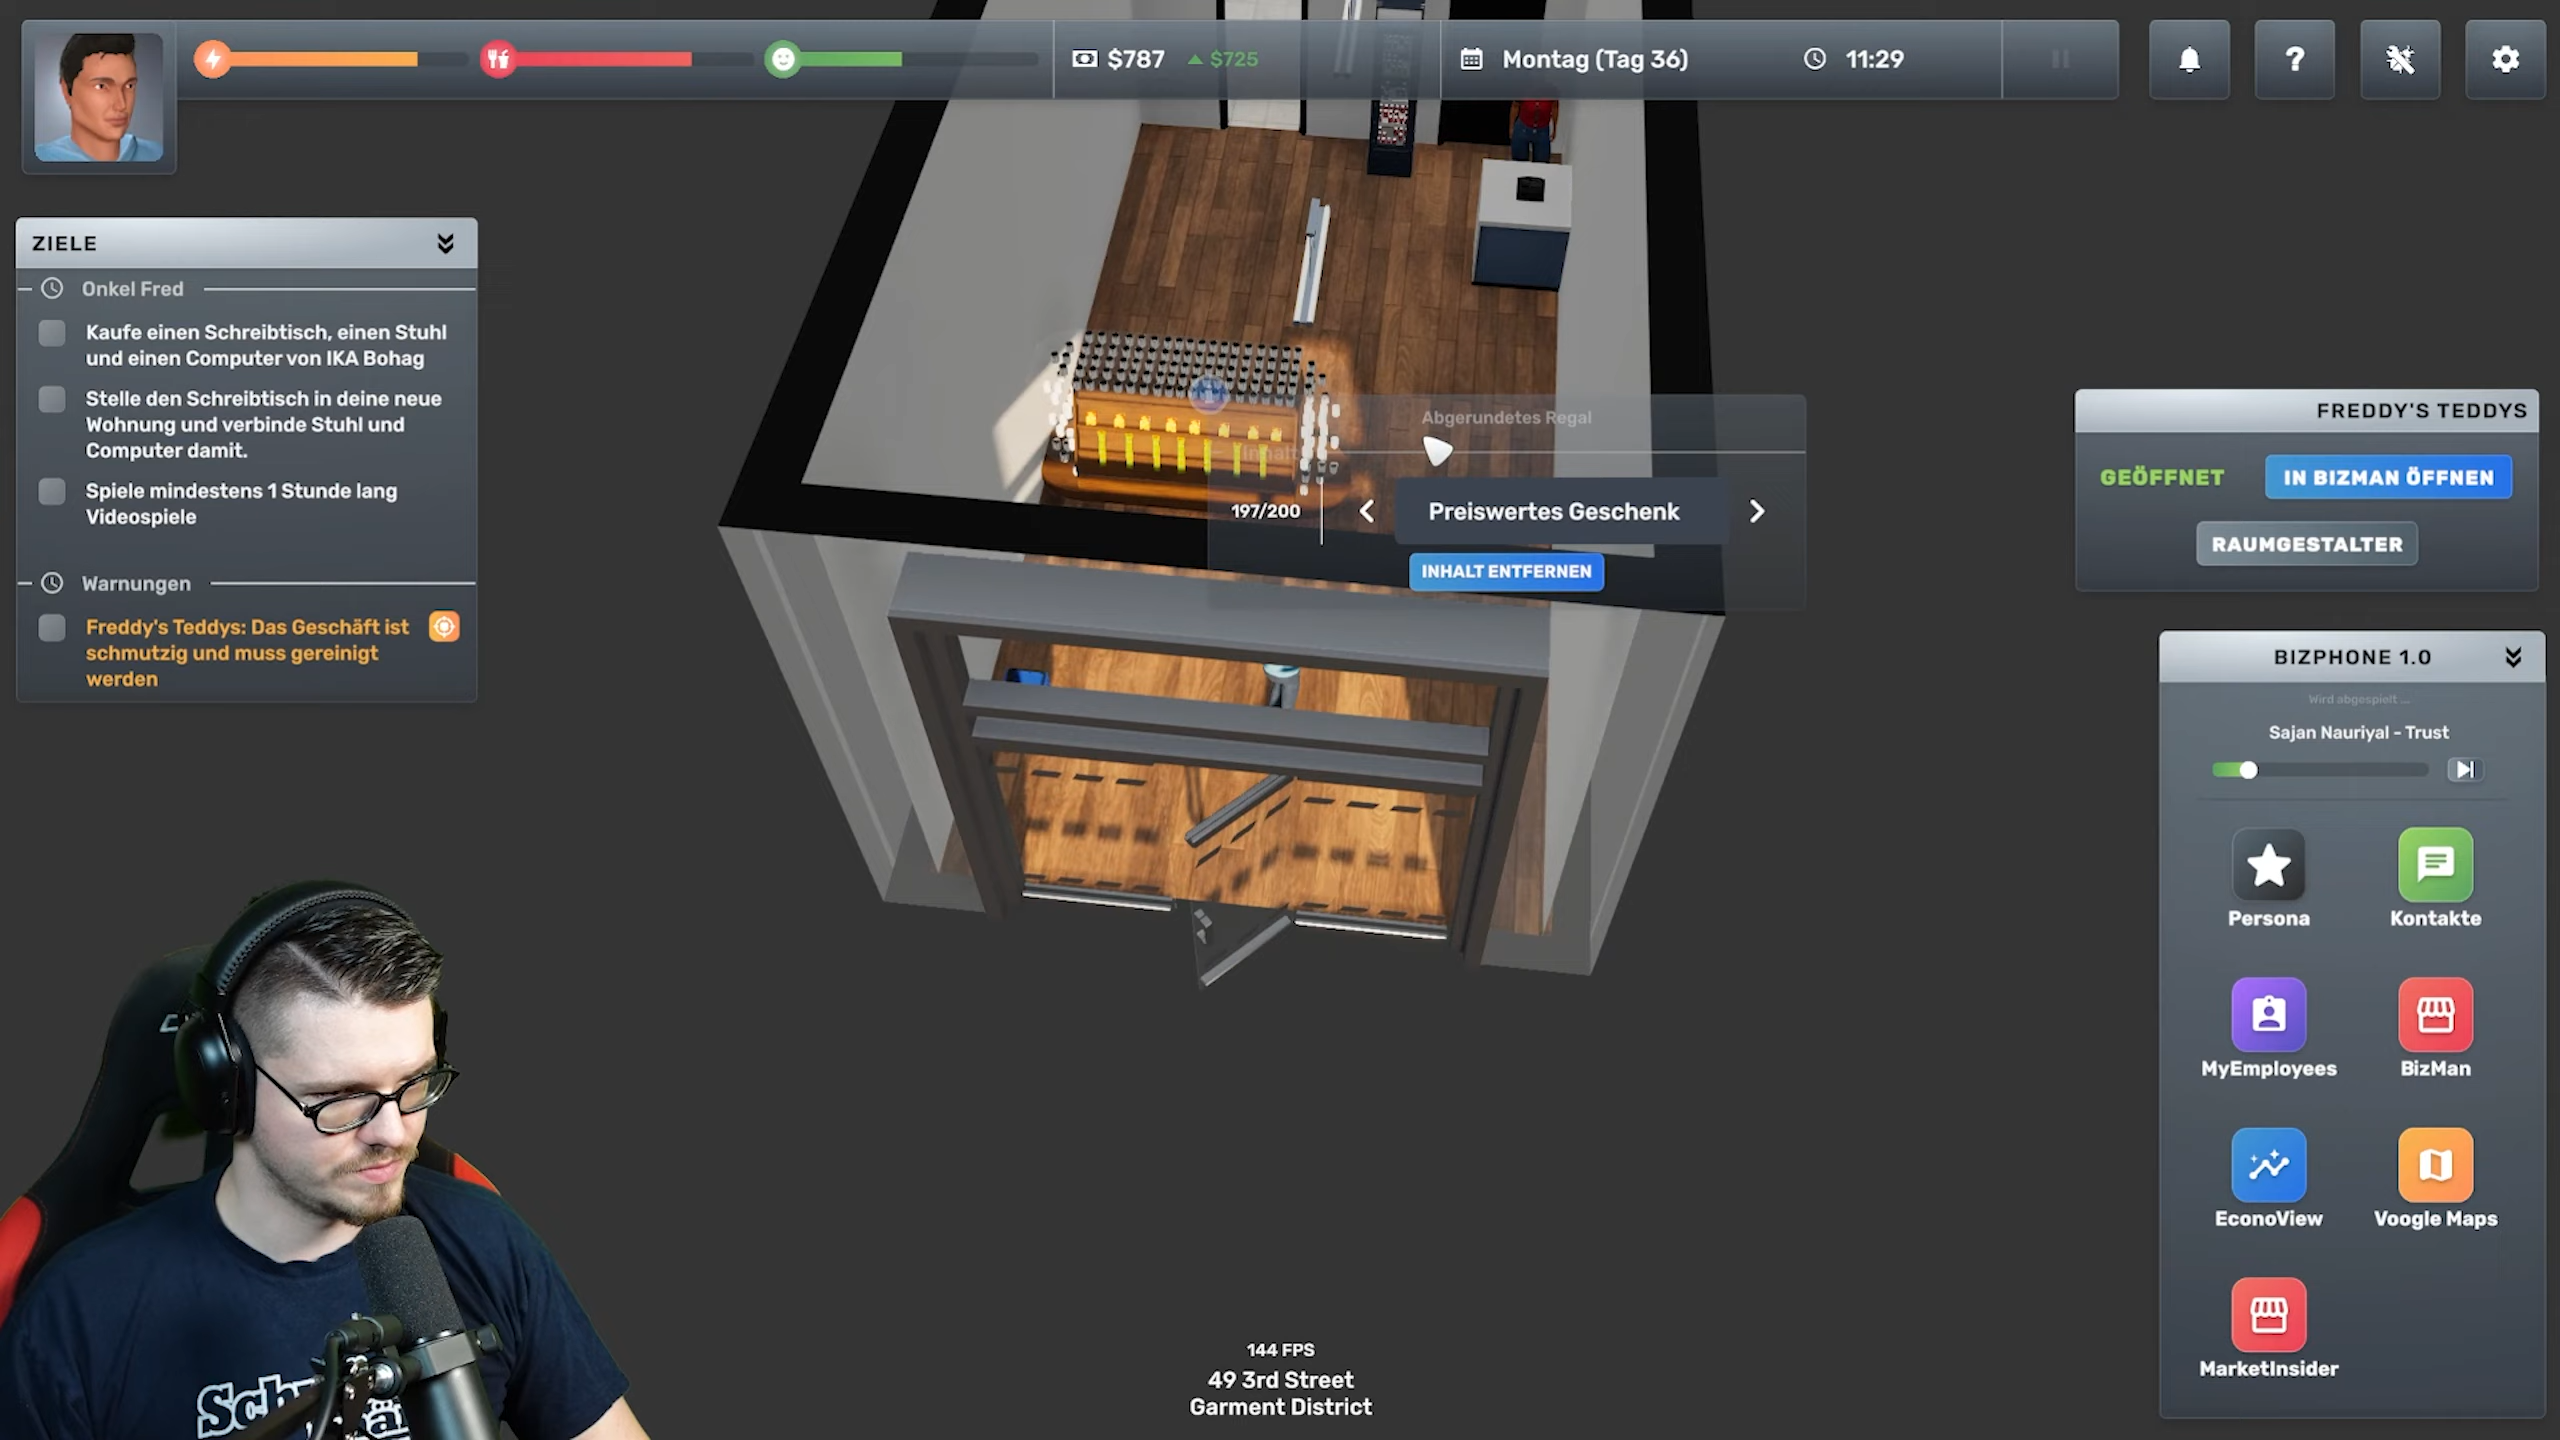 $787
$725
Montag (Tag 36)
11:29
?
ZIELE
Onkel Fred
Kaufe einen Schreibtisch, einen Stuhl
und einen Computer von IKA Bohag
Stelle den Schreibtisch in deine neue
Wohnung und verbinde Stuhl und
Computer damit.
Spiele mindestens 1 Stunde lang
Videospiele
Warnungen
Freddy's Teddys: Das Geschäft ist
schmutzig und muss gereinigt
werden
Abgerundetes Regal
Inhalt
197/200
Preiswertes Geschenk
INHALT ENTFERNEN
FREDDY'S TEDDYS
GEÖFFNET
IN BIZMAN ÖFFNEN
RAUMGESTALTER
BIZPHONE 1.0
Wird abgespielt ...
Sajan Nauriyal - Trust
Persona
Kontakte
MyEmployees
BizMan
EconoView
Voogle Maps
MarketInsider
144 FPS
49 3rd Street
Garment District